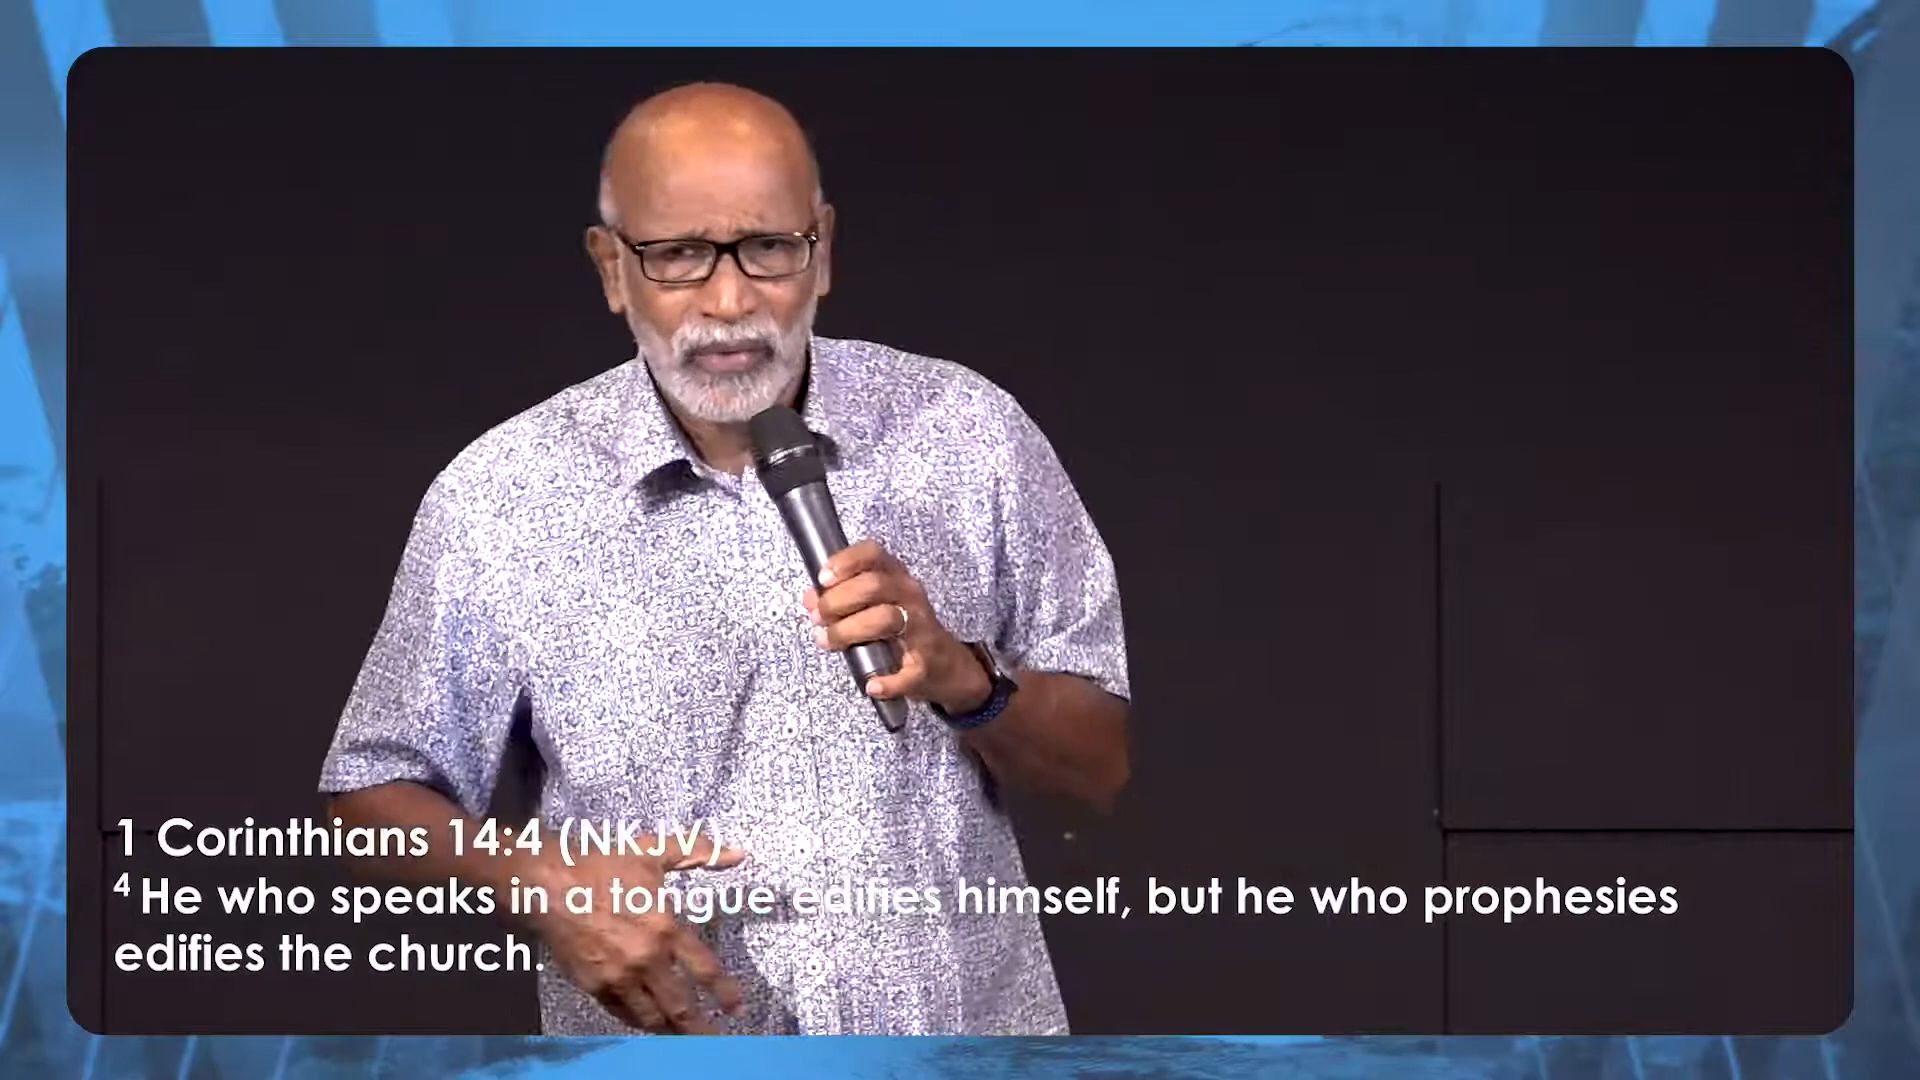 1 Corinthians 14:4 (NKJV)
4 He who speaks in a tongue edifies himself, but he who prophesies
edifies the church.